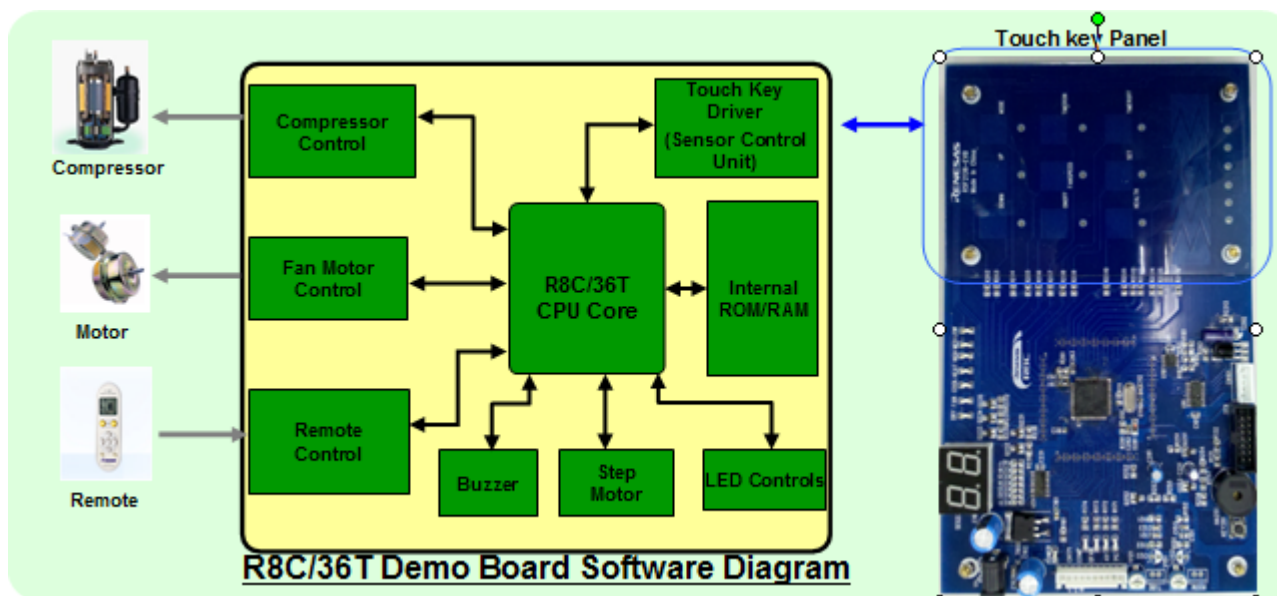 Touch key Panel
Compressor
Control
Touch Key
Driver
(Sensor Control
Unit)
Compressor
Fan Motor
Control
R8C/36T
CPU Core
Internal
ROM/RAM
Motor
Remote
Control
Buzzer
Step
Motor
LED Controls
Remote
R8C/36T Demo Board Software Diagram
RENESAS
8.8.